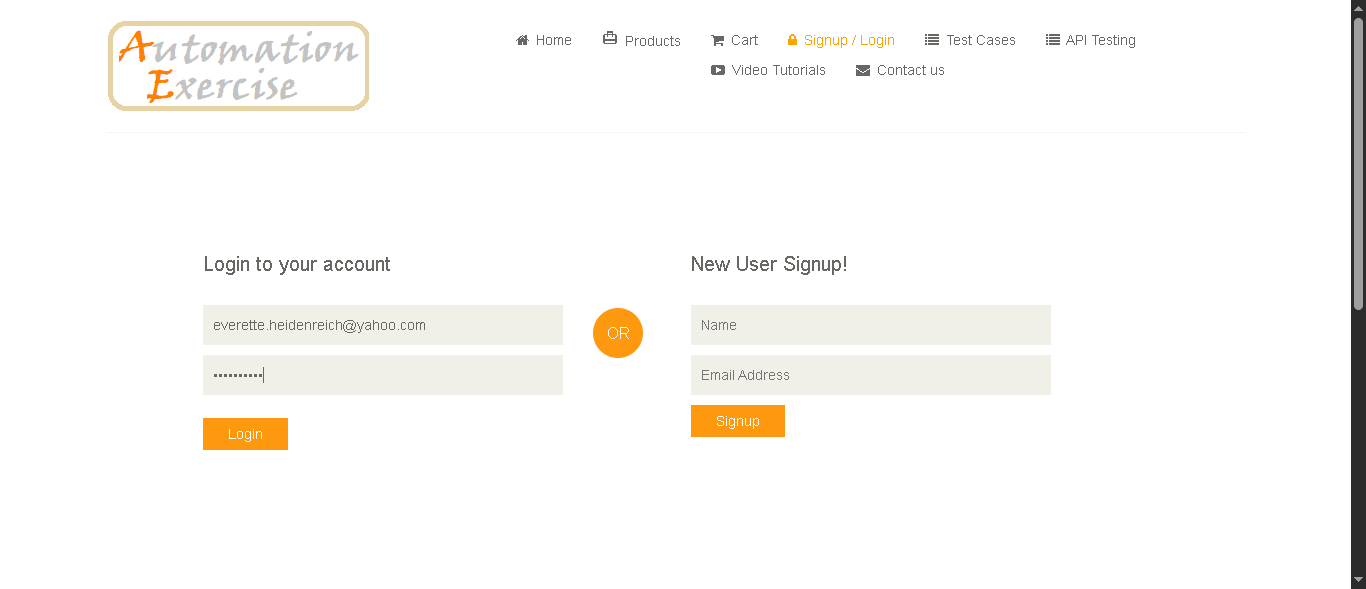 Automation
Exercise
Home Products Cart Signup / Login Test Cases API Testing
Video Tutorials Contact us
Login to your account
everette.heidenreich@yahoo.com
••••••••••
Login
OR
New User Signup!
Name
Email Address
Signup